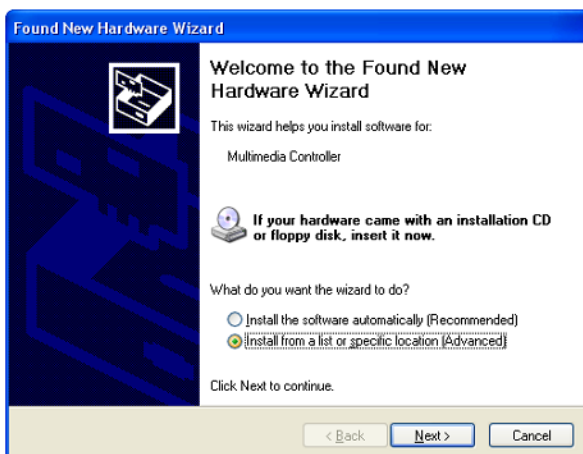 Found New Hardware Wizard
Welcome to the Found New
Hardware Wizard
This wizard helps you install software for:
Multimedia Controller
If your hardware came with an installation CD
or floppy disk, insert it now.
What do you want the wizard to do?
Install the software automatically (Recommended)
Install from a list or specific location (Advanced)
Click Next to continue.
< Back Next > Cancel